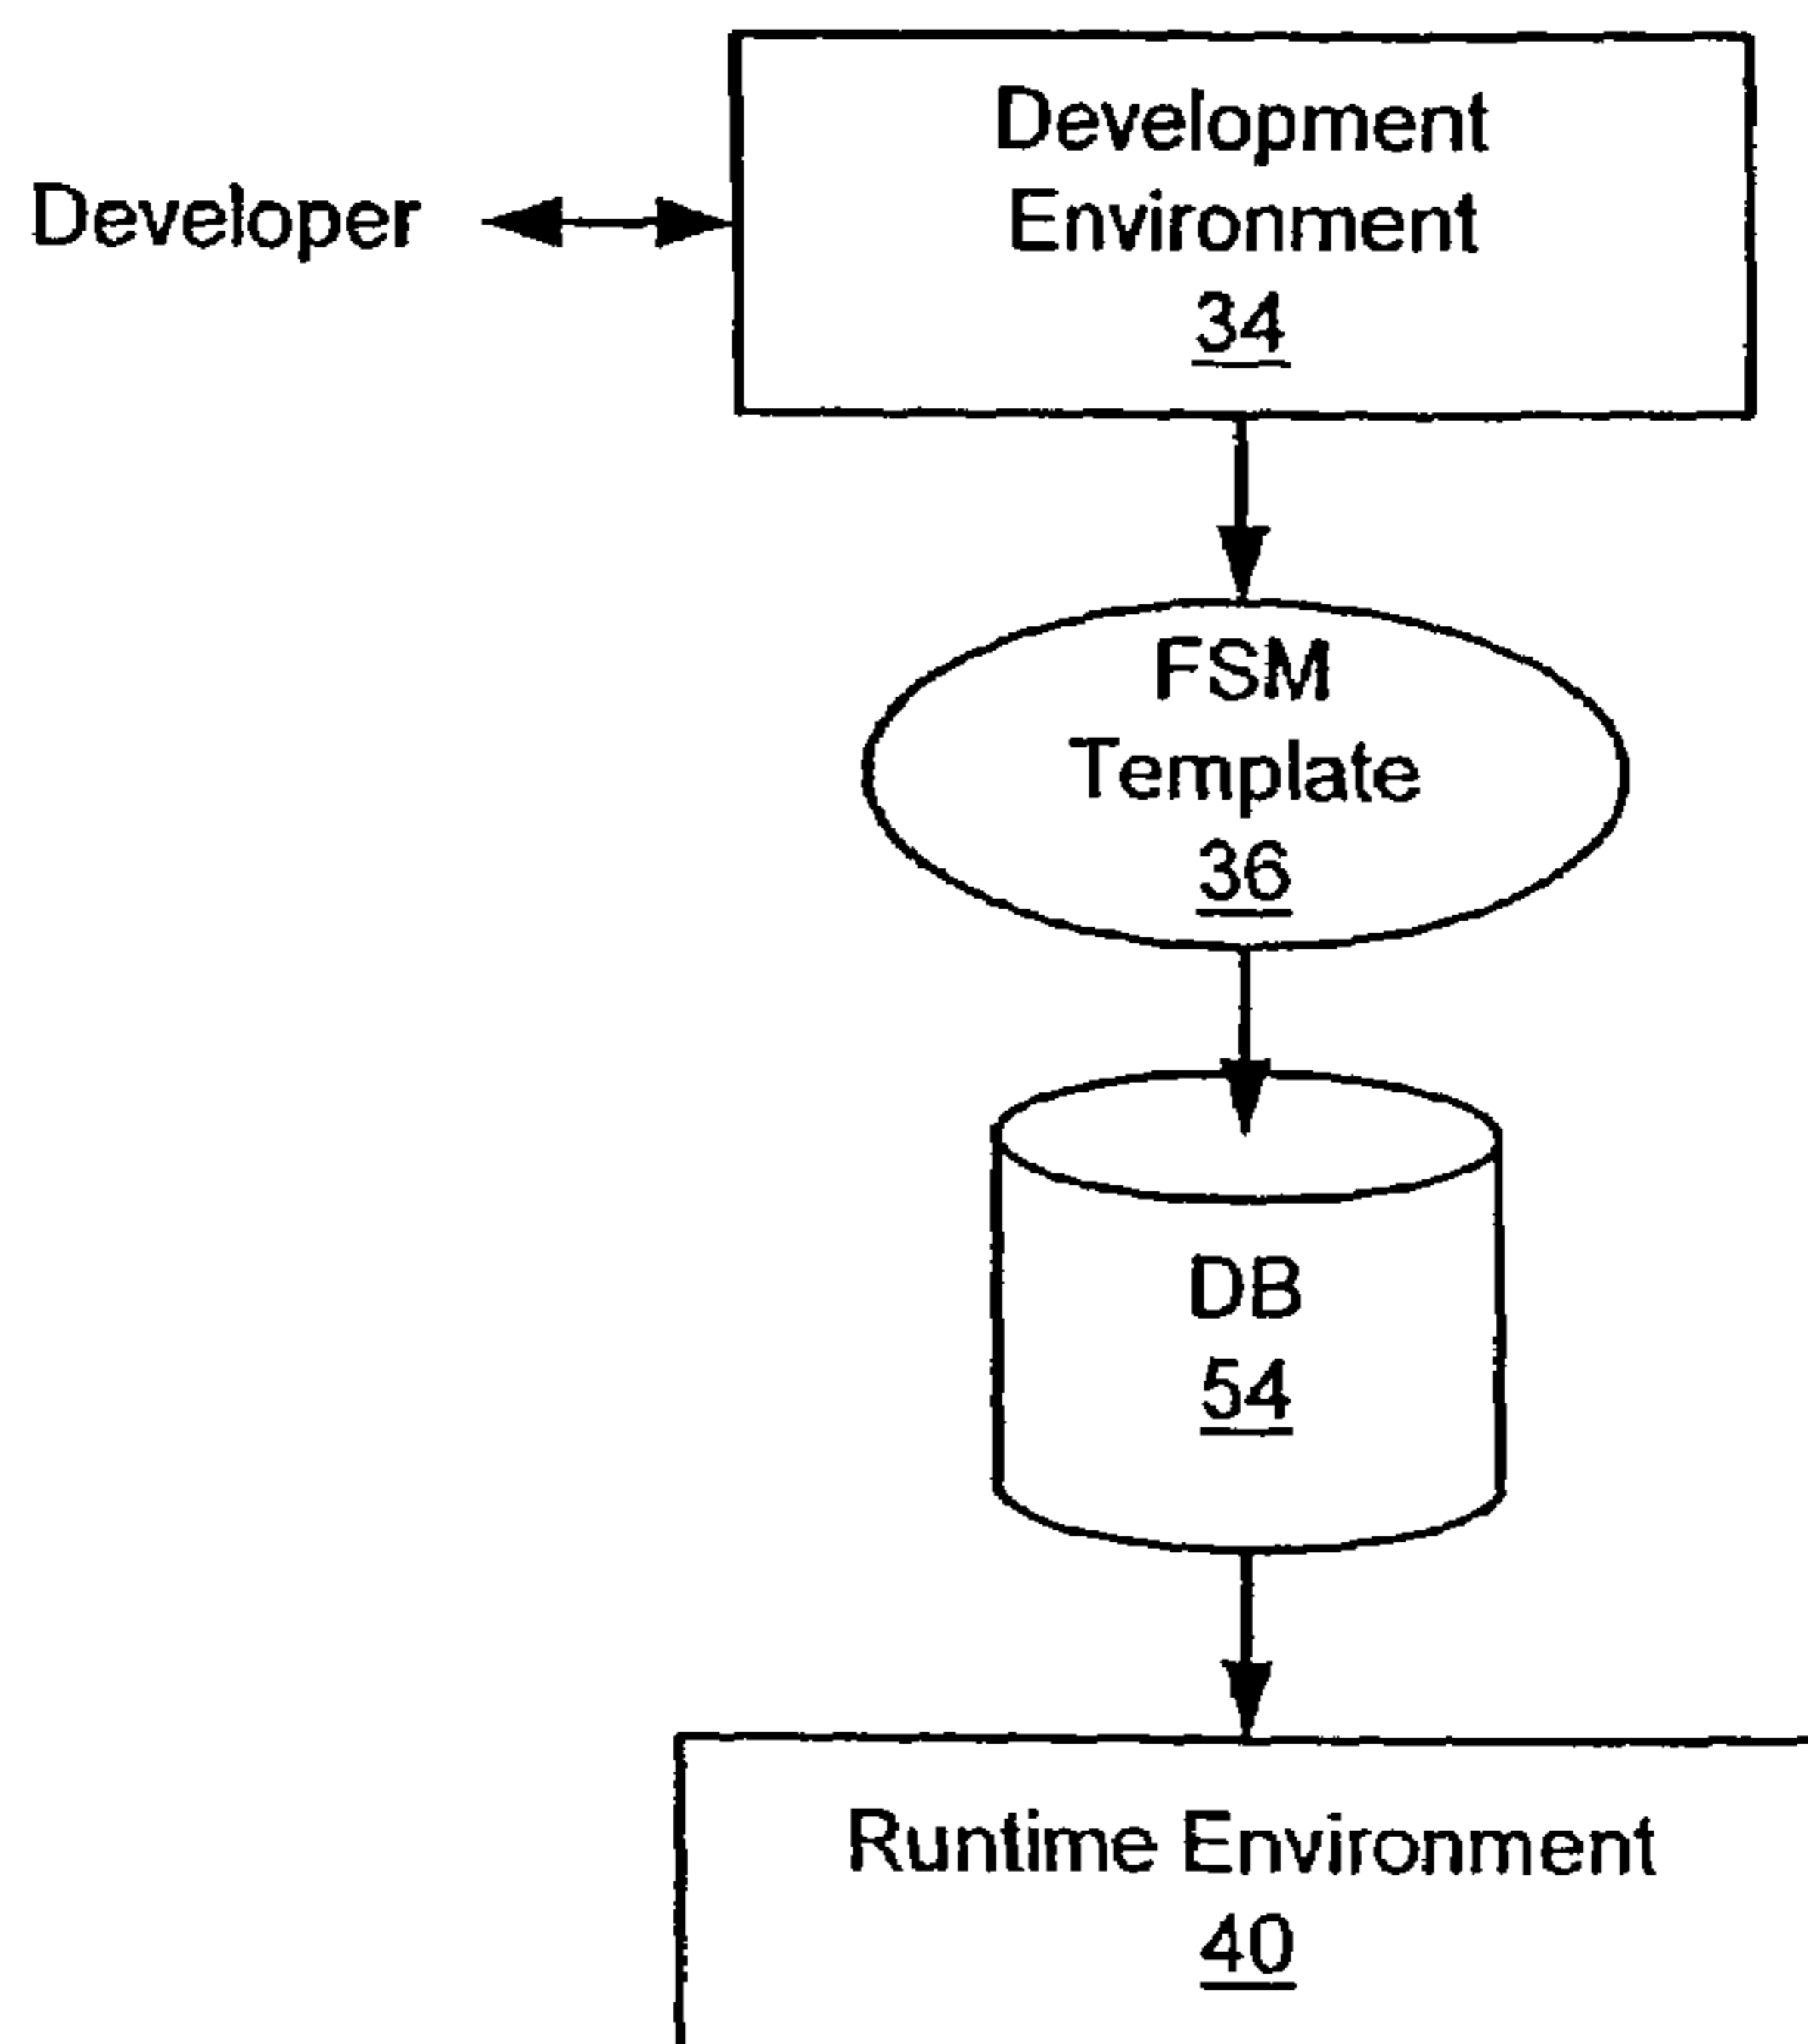 Development
Developer
Environment
34
FSM
Template
36
DB
54
Runtime Environment
40